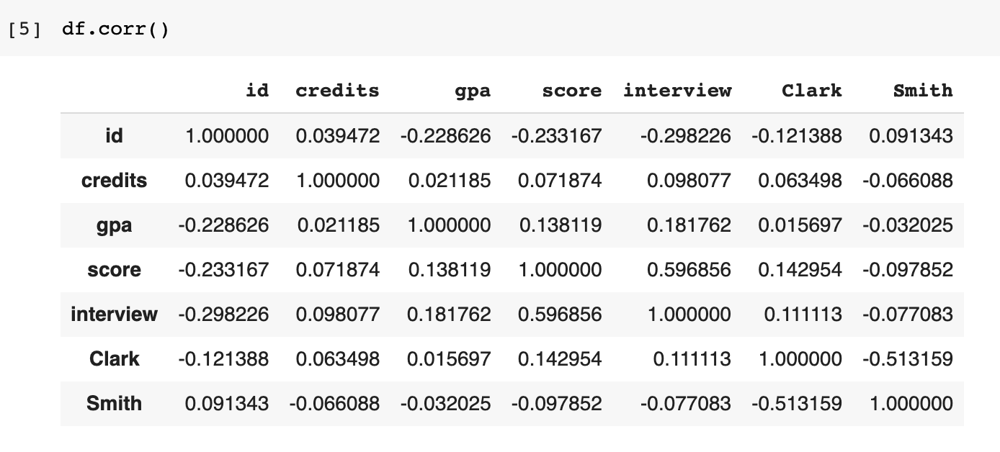 [5] df.corr()
id credits gpa score interview Clark Smith
id 1.000000 0.039472 -0.228626 -0.233167 -0.298226 -0.121388 0.091343
credits 0.039472 1.000000 0.021185 0.071874 0.098077 0.063498 -0.066088
gpa -0.228626 0.021185 1.000000 0.138119 0.181762 0.015697 -0.032025
score -0.233167 0.071874 0.138119 1.000000 0.596856 0.142954 -0.097852
interview -0.298226 0.098077 0.181762 0.596856 1.000000 0.111113 -0.077083
Clark -0.121388 0.063498 0.015697 0.142954 0.111113 1.000000 -0.513159
Smith 0.091343 -0.066088 -0.032025 -0.097852 -0.077083 -0.513159 1.000000